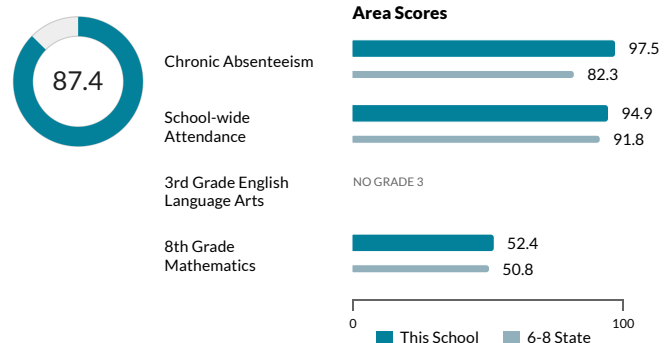 Area Scores
87.4
Chronic Absenteeism
97.5
82.3
School-wide
Attendance
94.9
91.8
3rd Grade English
Language Arts
NO GRADE 3
8th Grade
Mathematics
52.4
50.8
0
100
This School
6-8 State